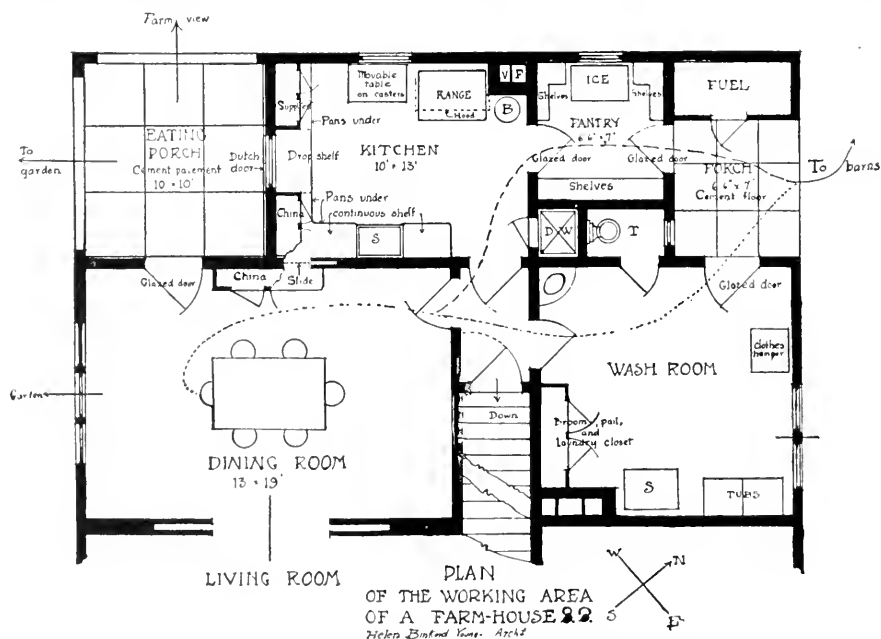 Farm view
To garden
EATING
PORCH
Cement pavement
10 × 10'
Dutch door
Supplies
Movable
table
on casters
RANGE
Hood
Pans under
Drop shelf
KITCHEN
10' × 13'
China
Pans under
continuous shelf
S
V F
B
ICE
Shelves
Shelves
PANTRY
6'6" × 7'
Glazed door
Glazed door
Shelves
FUEL
PORCH
6'6" × 7'
Cement floor
To barns
DW
T
Glazed door
China
Slide
Glazed door
Garden
DINING ROOM
13 × 19'
Down
WASH ROOM
Clothes
hanger
Broom, pail,
and
Laundry closet
S
TUBS
LIVING ROOM
PLAN
OF THE WORKING AREA
OF A FARM-HOUSE
Helen Binkerd Young - Archt
W
N
S
E